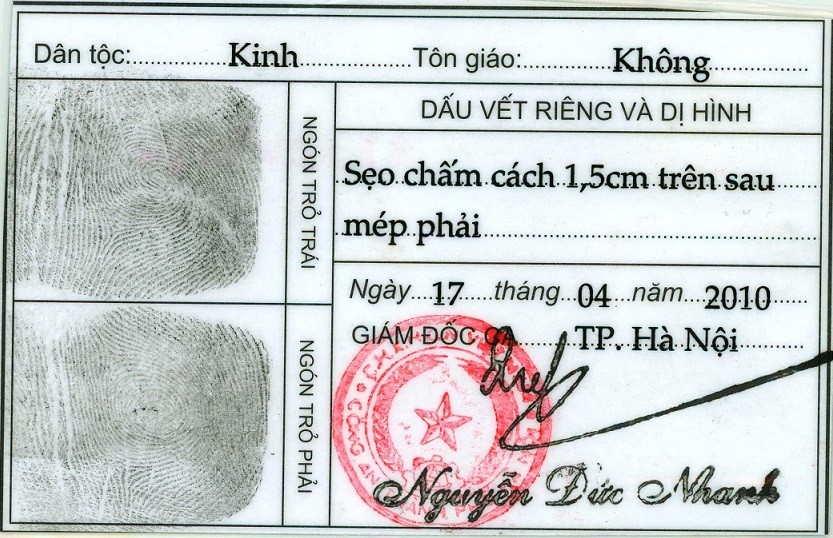 Dân tộc: Kinh Tôn giáo: Không
NGÓN TRỎ TRÁI
DẤU VẾT RIÊNG VÀ DỊ HÌNH
Sẹo chấm cách 1,5cm trên sau
mép phải
NGÓN TRỎ PHẢI
Ngày 17 tháng 04 năm 2010
GIÁM ĐỐC CA TP. Hà Nội
CÔNG AN
Nguyễn Đức Nhanh